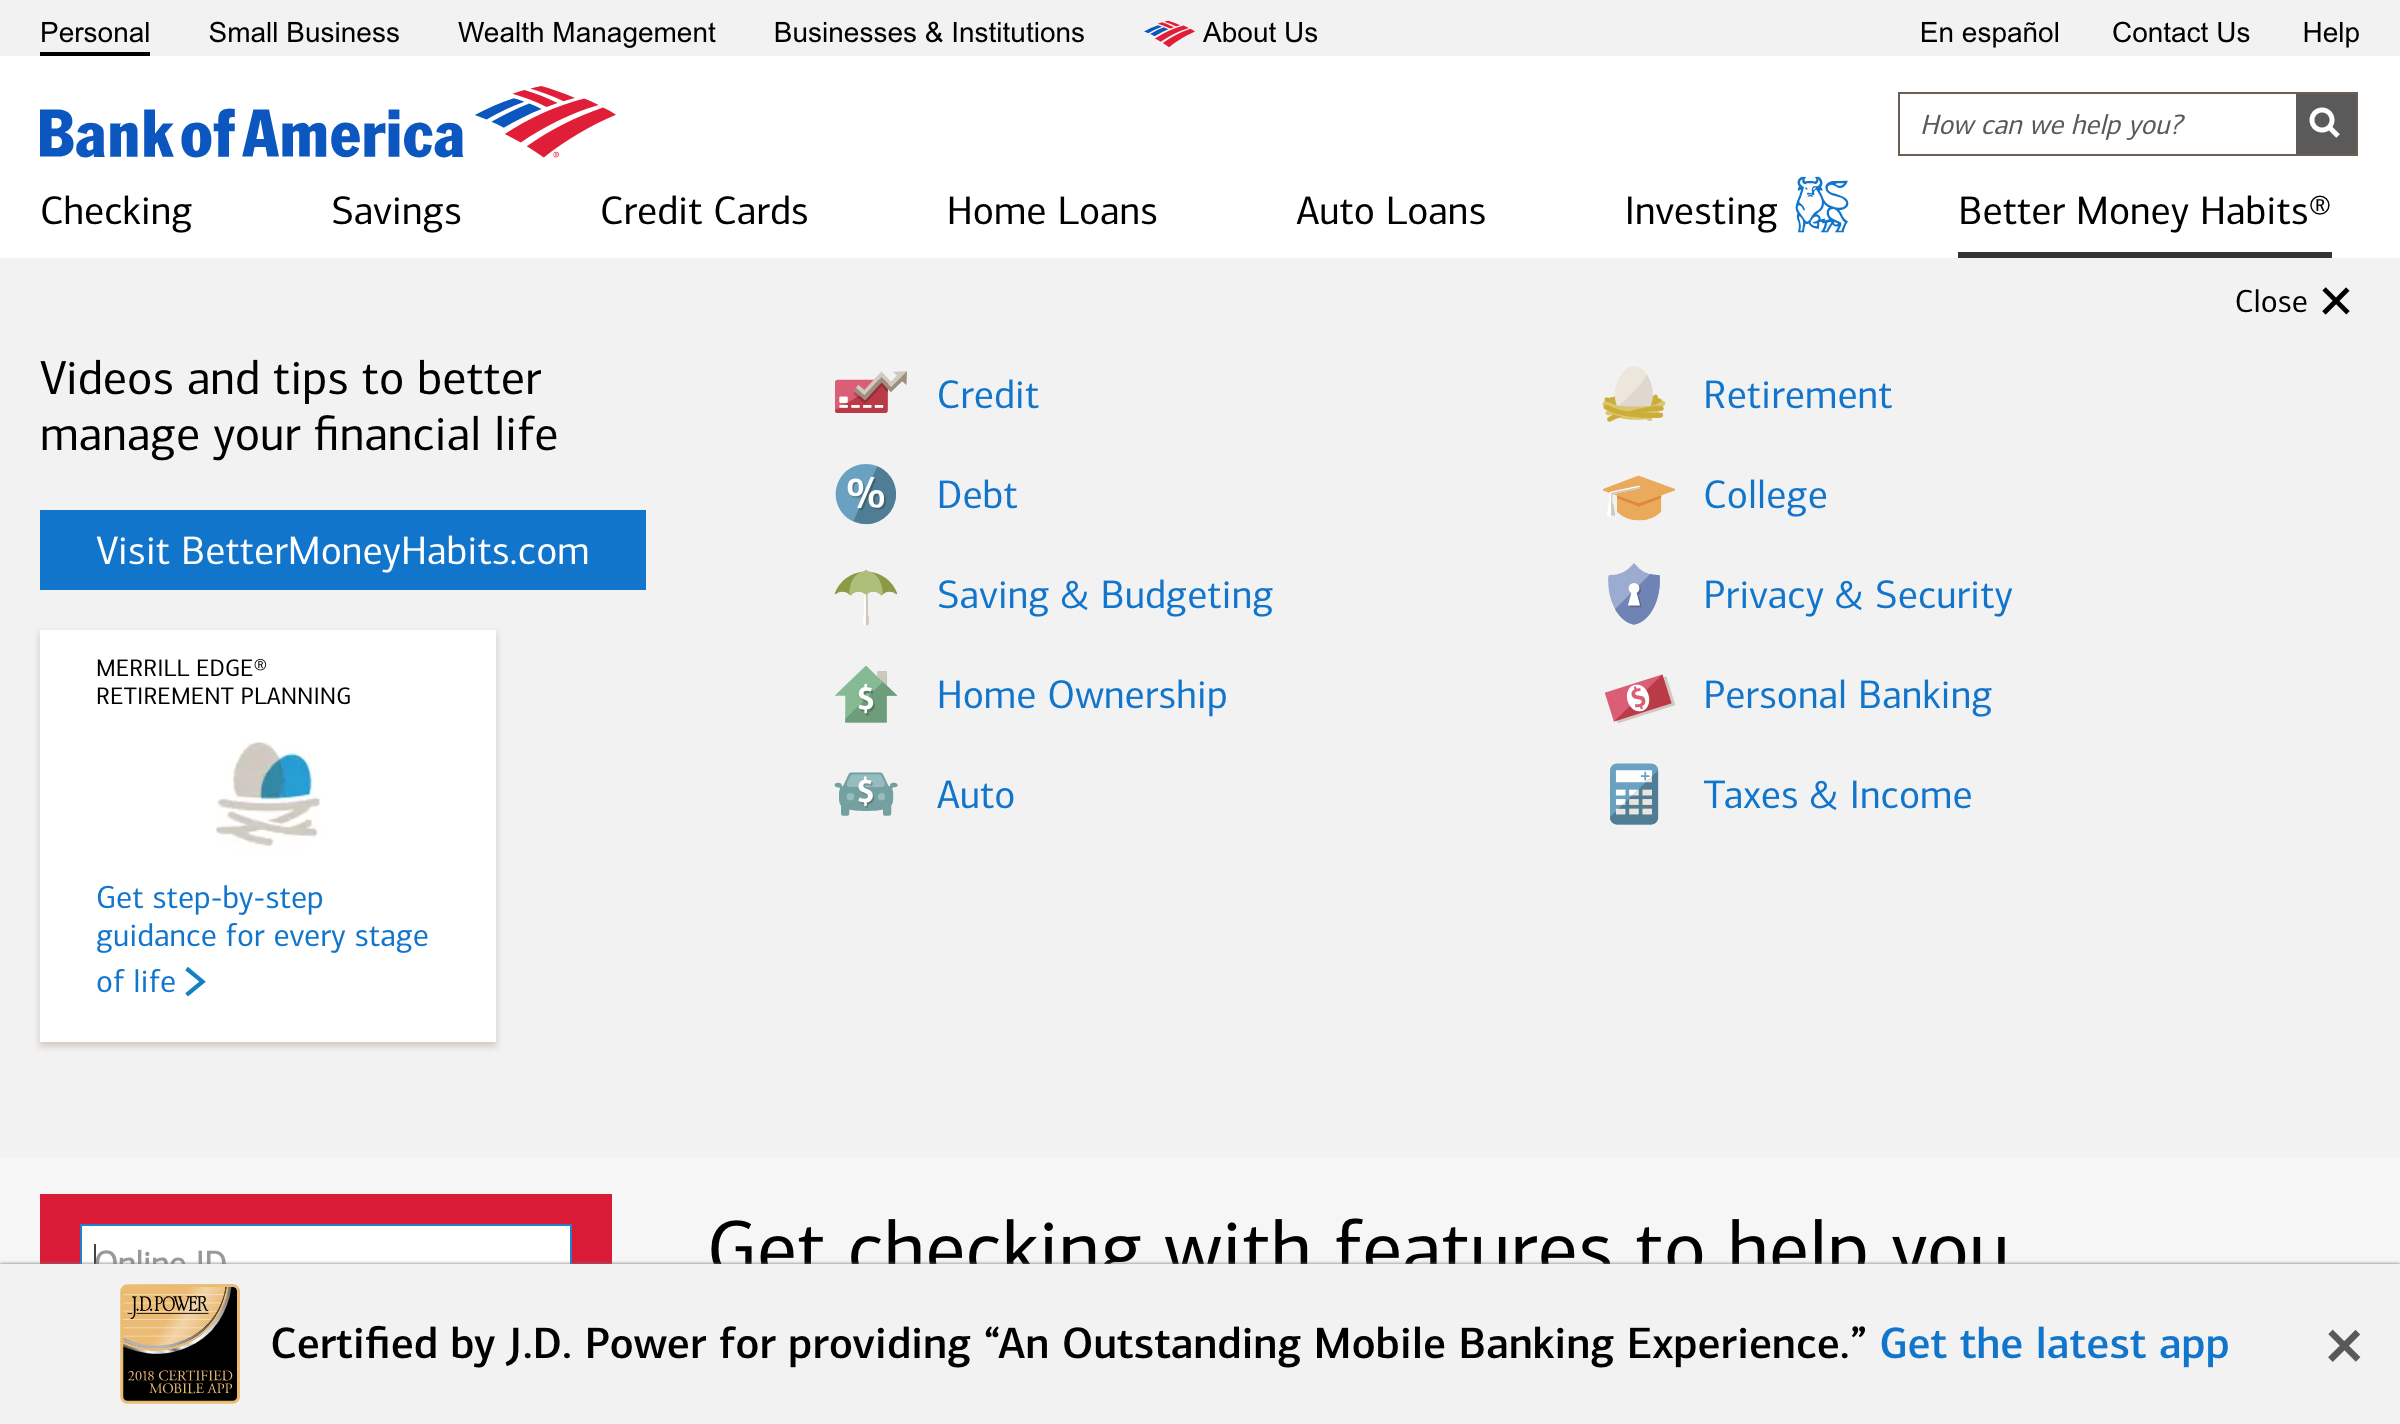 Personal Small Business Wealth Management Businesses & Institutions About Us En español Contact Us Help
Bank of America
How can we help you?
Checking Savings Credit Cards Home Loans Auto Loans Investing Better Money Habits®
Close
Videos and tips to better
manage your financial life
Visit BetterMoneyHabits.com
MERRILL EDGE®
RETIREMENT PLANNING
Get step-by-step
guidance for every stage
of life
Credit
Debt
Saving & Budgeting
Home Ownership
Auto
Retirement
College
Privacy & Security
Personal Banking
Taxes & Income
Online ID
Get checking with features to help you
J.D. POWER
2018 CERTIFIED
MOBILE APP
Certified by J.D. Power for providing “An Outstanding Mobile Banking Experience.” Get the latest app